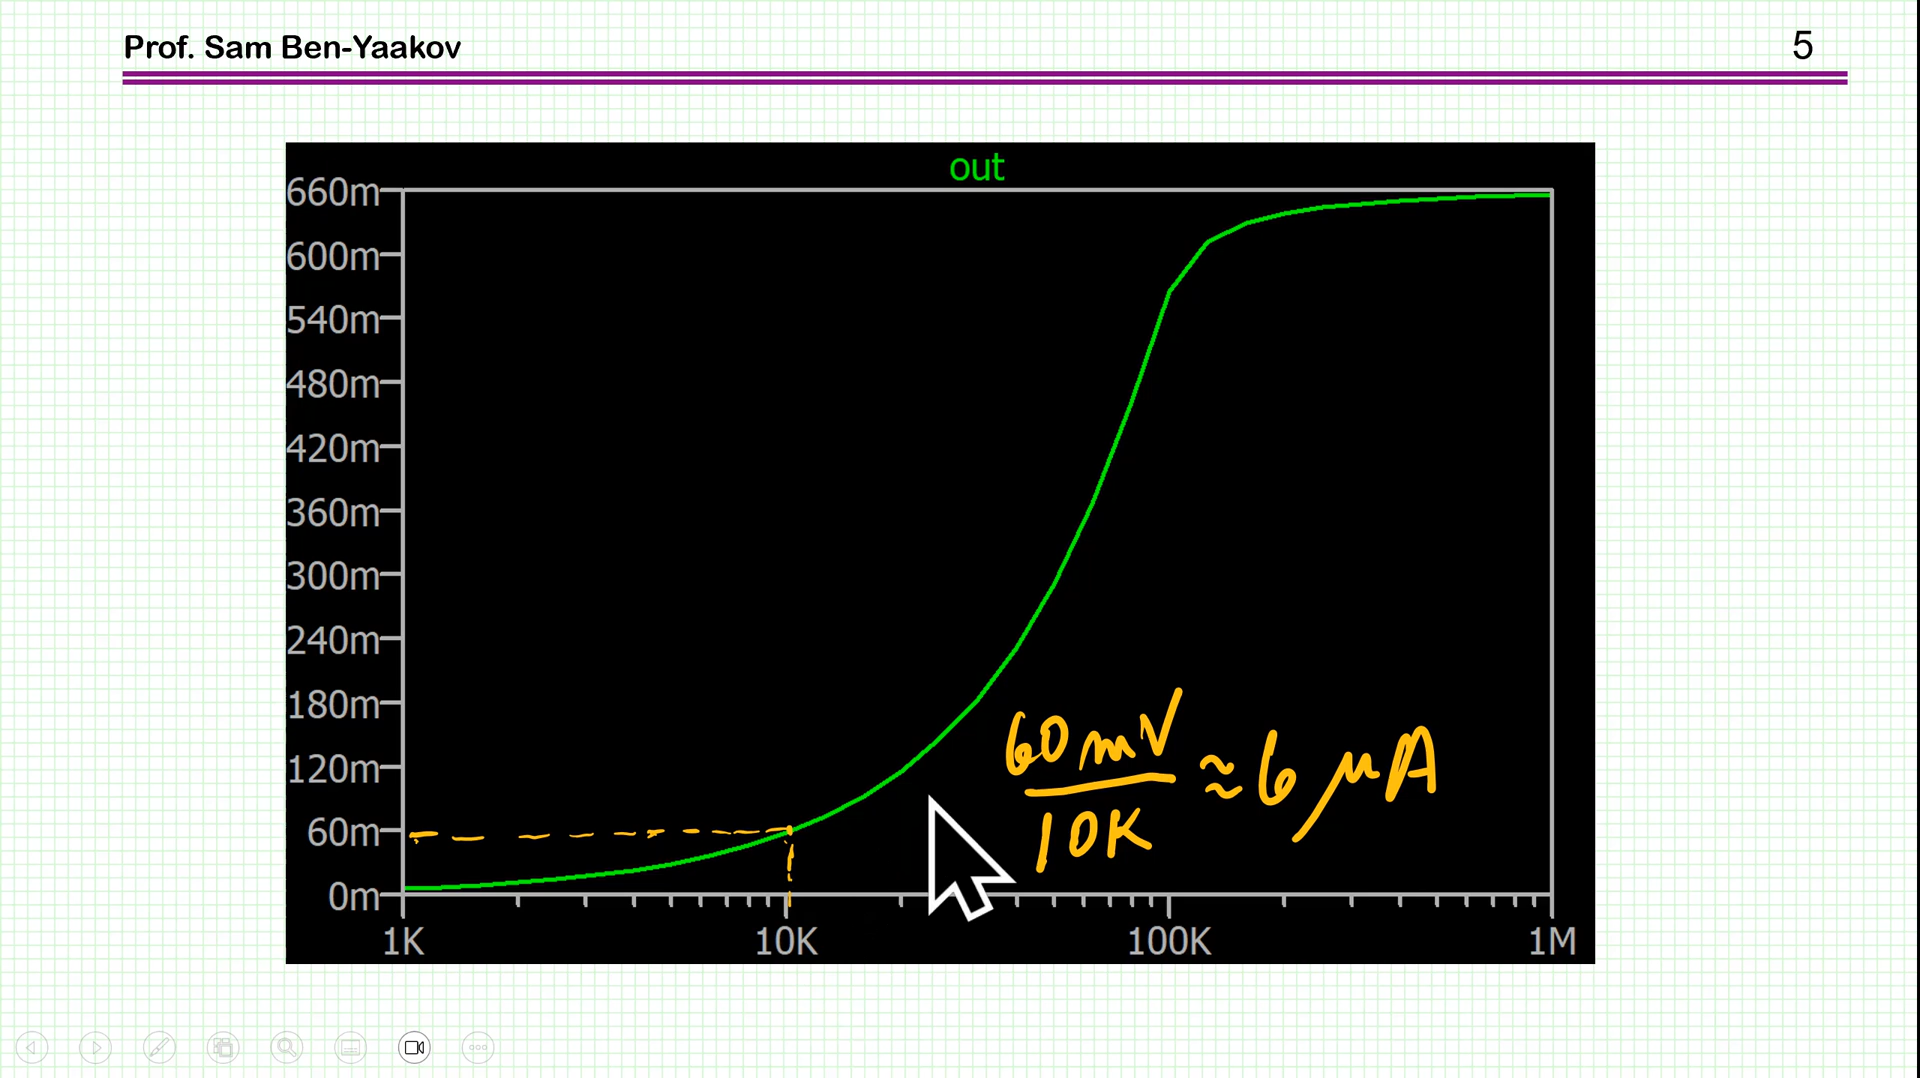 Prof. Sam Ben-Yaakov
5
out
660m
600m
540m
480m
420m
360m
300m
240m
180m
120m
60m
0m
1K 10K 100K 1M
60mV
10K
≈ 6 μA